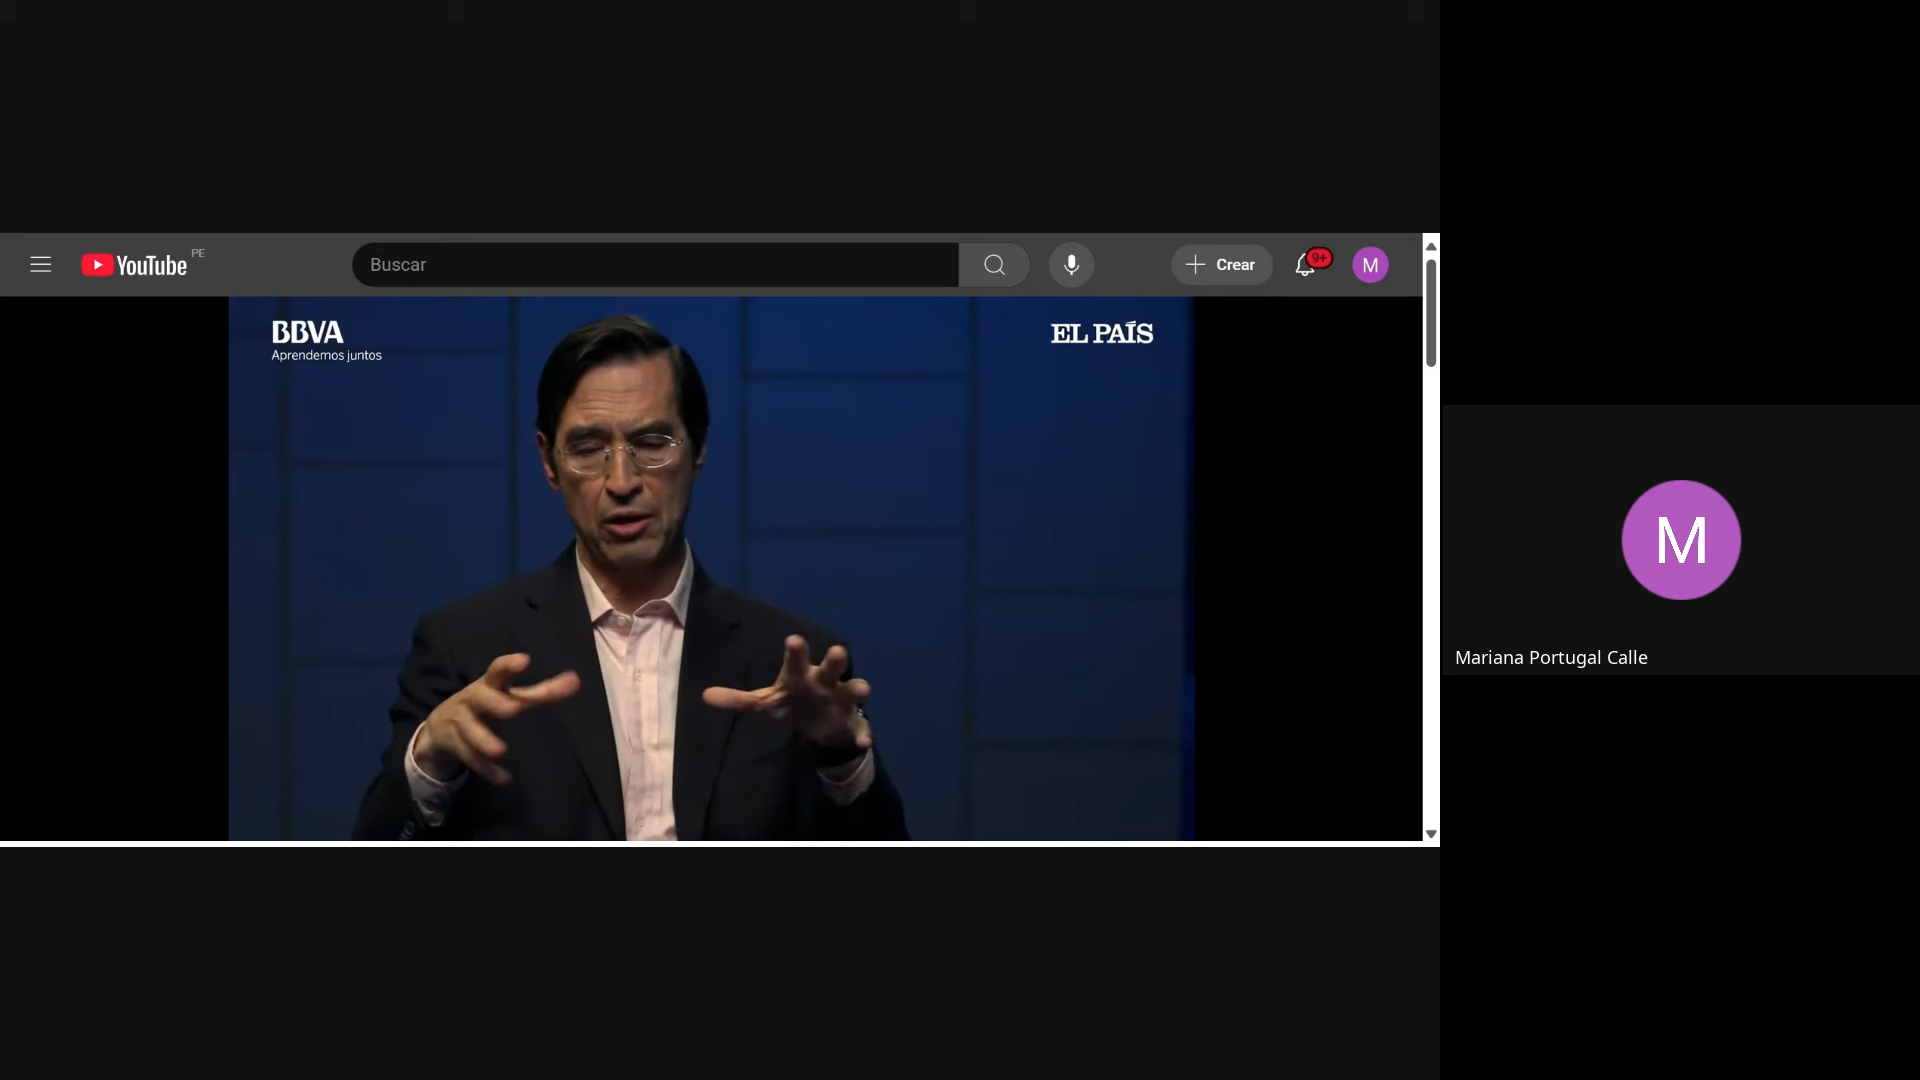 YouTube
PE
Buscar
Crear
9+
M
BBVA
Aprendemos juntos
EL PAÍS
M
Mariana Portugal Calle